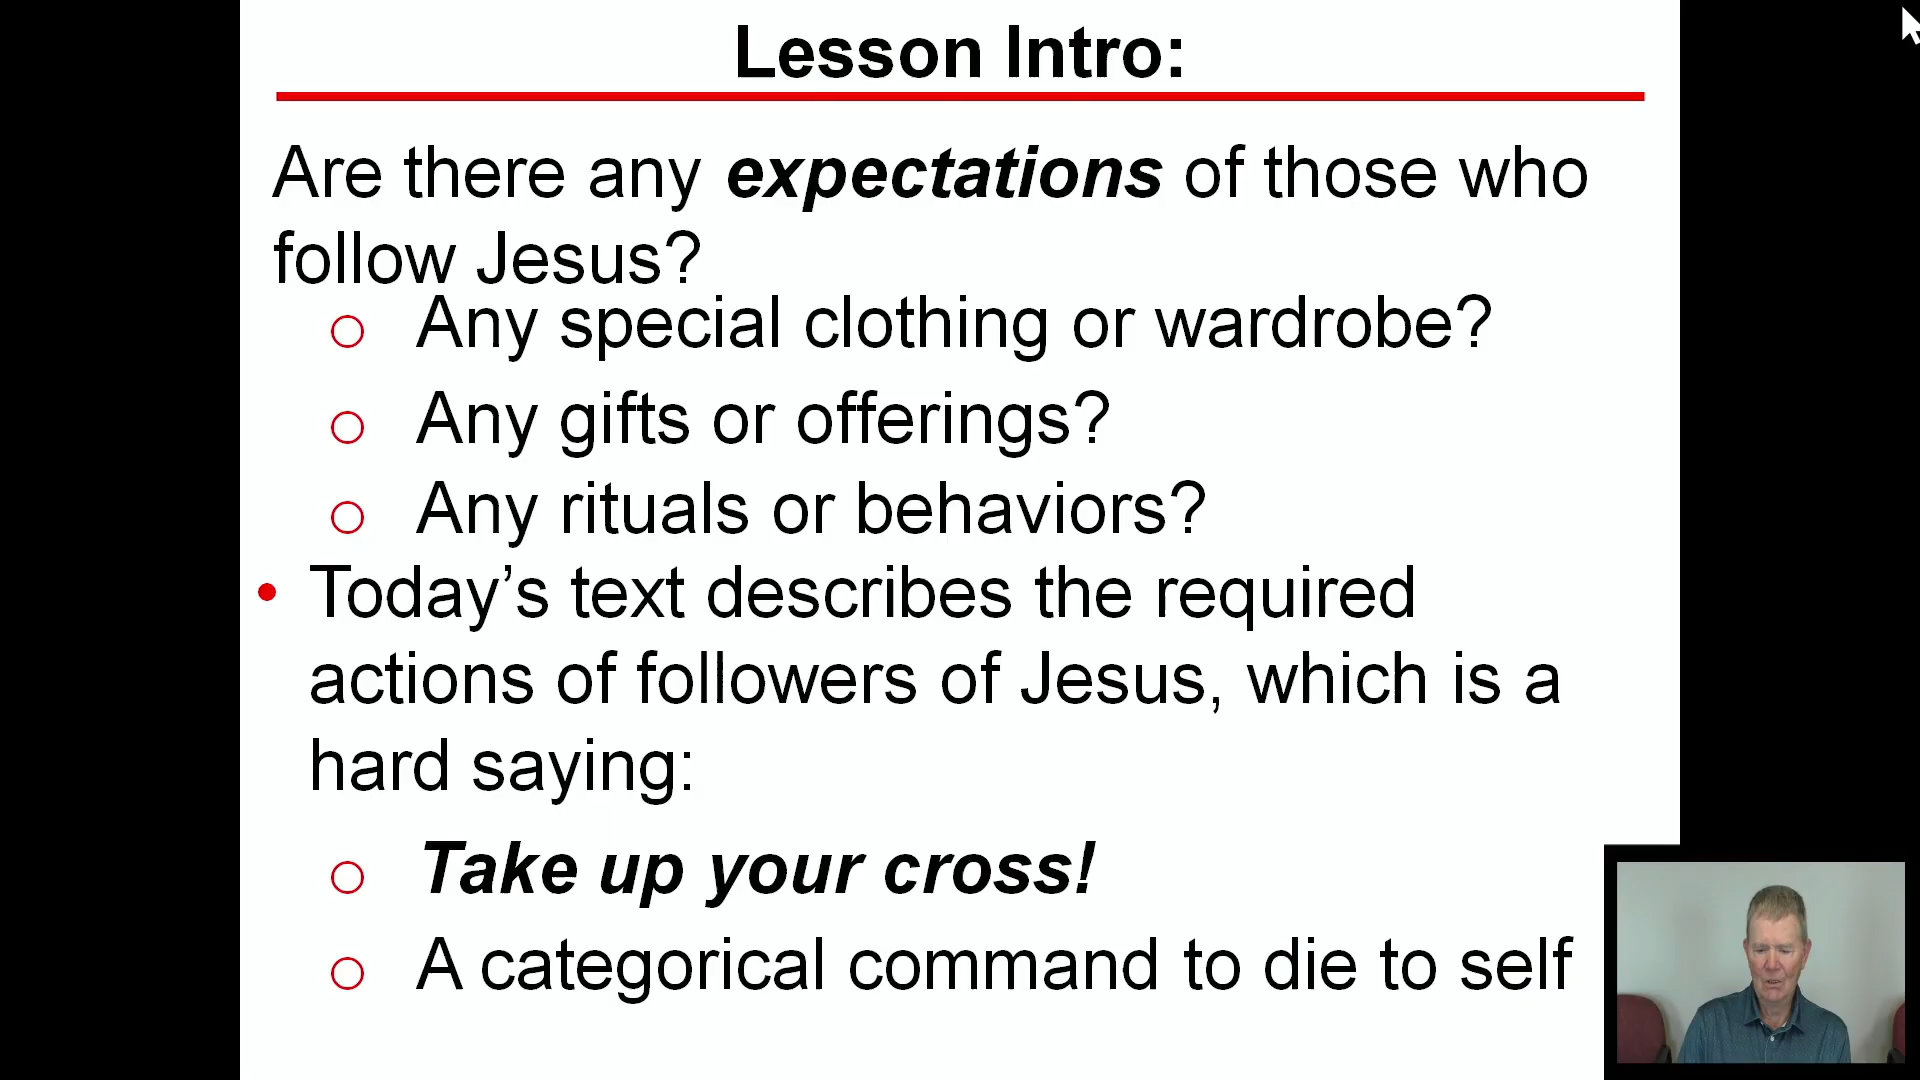 Lesson Intro:
Are there any expectations of those who
follow Jesus?
o Any special clothing or wardrobe?
o Any gifts or offerings?
o Any rituals or behaviors?
• Today’s text describes the required
actions of followers of Jesus, which is a
hard saying:
o Take up your cross!
o A categorical command to die to self